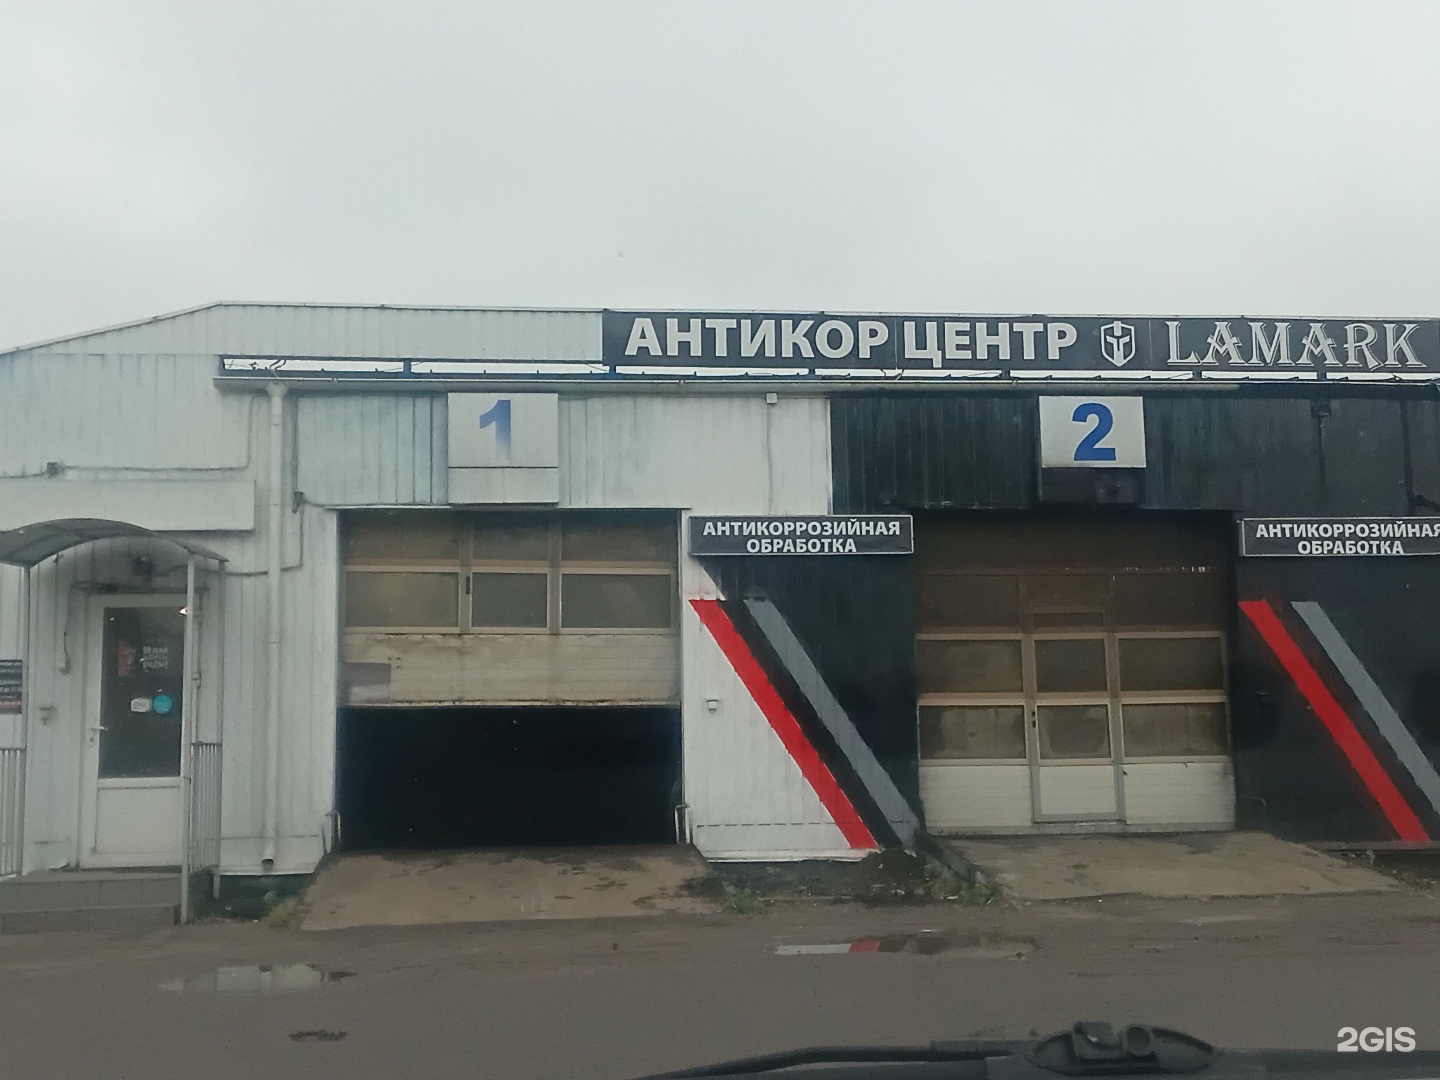 АНТИКОР ЦЕНТР LAMARK
1
2
АНТИКОРРОЗИЙНАЯ
ОБРАБОТКА
АНТИКОРРОЗИЙНАЯ
ОБРАБОТКА
2GIS